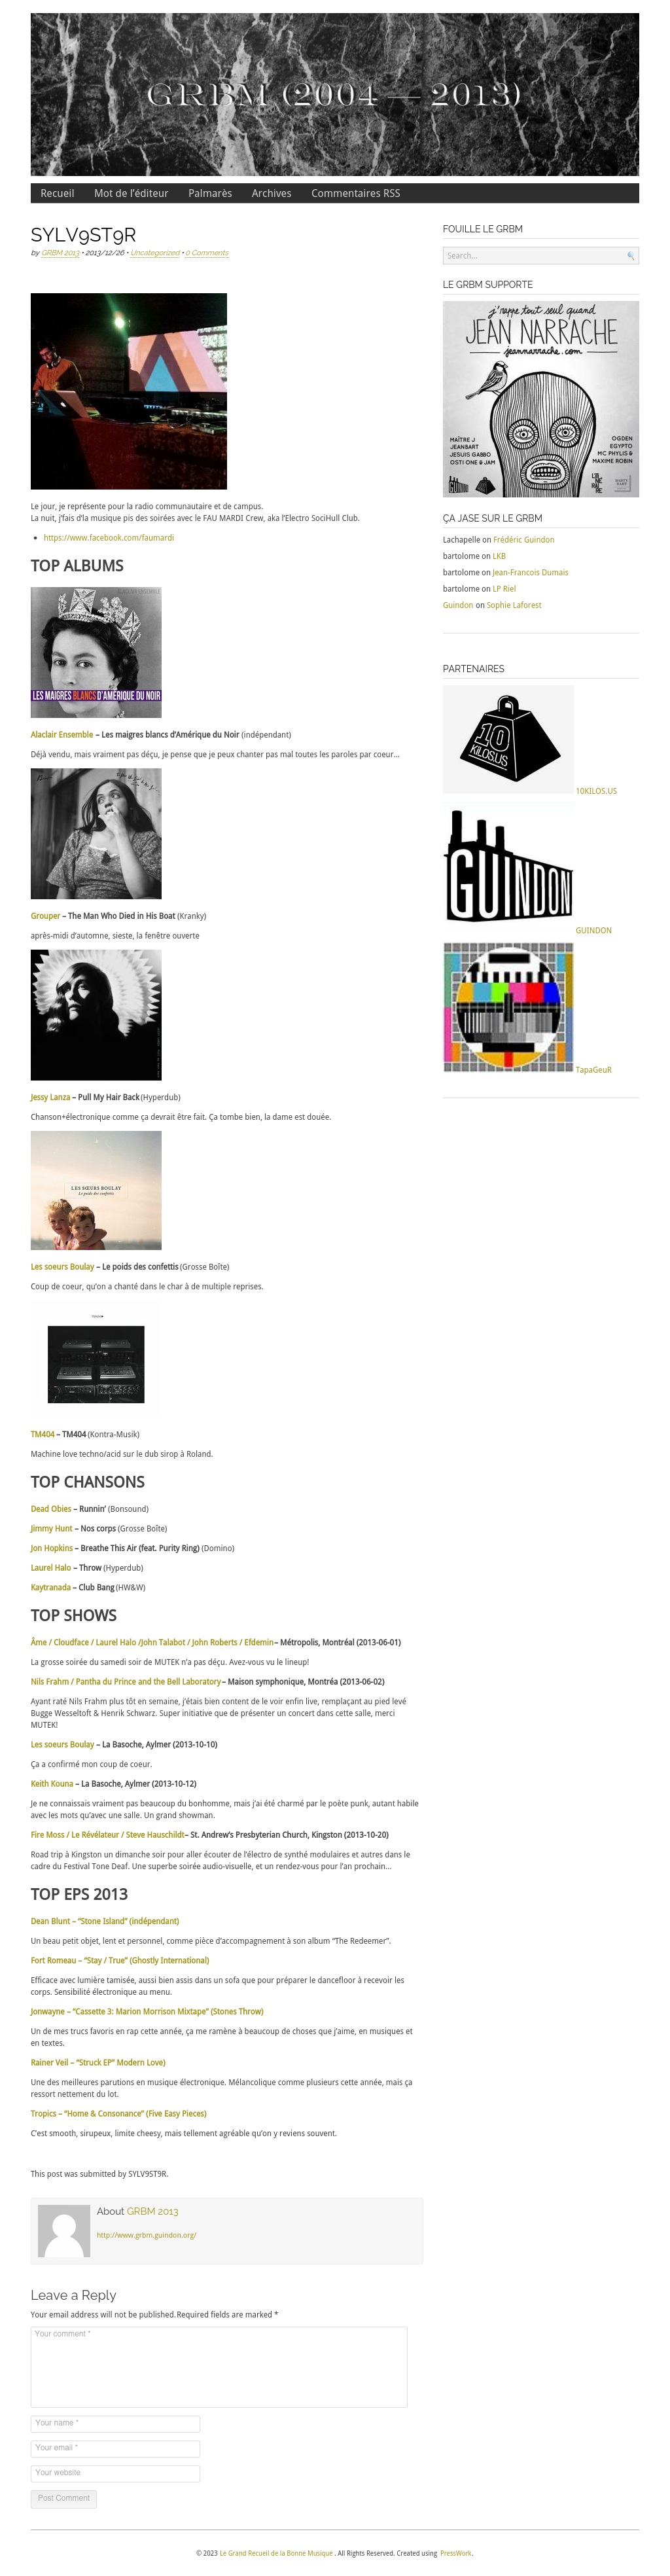 GRBM (2004 — 2013)
Recueil Mot de l’éditeur Palmarès Archives Commentaires RSS
SYLV9ST9R
by GRBM 2013 • 2013/12/26 • Uncategorized • 0 Comments
Le jour, je représente pour la radio communautaire et de campus.
La nuit, j’fais d’la musique pis des soirées avec le FAU MARDI Crew, aka l’Electro SociHull Club.
https://www.facebook.com/faumardi
TOP ALBUMS
LES MAIGRES BLANCS D’AMÉRIQUE DU NOIR
Alaclair Ensemble – Les maigres blancs d’Amérique du Noir (indépendant)
Déjà vendu, mais vraiment pas déçu, je pense que je peux chanter pas mal toutes les paroles par coeur…
Grouper – The Man Who Died in His Boat (Kranky)
après-midi d’automne, sieste, la fenêtre ouverte
Jessy Lanza – Pull My Hair Back (Hyperdub)
Chanson+électronique comme ça devrait être fait. Ça tombe bien, la dame est douée.
LES SŒURS BOULAY
Le poids des confettis
Les soeurs Boulay – Le poids des confettis (Grosse Boîte)
Coup de coeur, qu’on a chanté dans le char à de multiple reprises.
TM404 – TM404 (Kontra-Musik)
Machine love techno/acid sur le dub sirop à Roland.
TOP CHANSONS
Dead Obies – Runnin’ (Bonsound)
Jimmy Hunt – Nos corps (Grosse Boîte)
Jon Hopkins – Breathe This Air (feat. Purity Ring) (Domino)
Laurel Halo – Throw (Hyperdub)
Kaytranada – Club Bang (HW&W)
TOP SHOWS
Âme / Cloudface / Laurel Halo /John Talabot / John Roberts / Efdemin– Métropolis, Montréal (2013-06-01)
La grosse soirée du samedi soir de MUTEK n’a pas déçu. Avez-vous vu le lineup!
Nils Frahm / Pantha du Prince and the Bell Laboratory – Maison symphonique, Montréa (2013-06-02)
Ayant raté Nils Frahm plus tôt en semaine, j’étais bien content de le voir enfin live, remplaçant au pied levé
Bugge Wesseltoft & Henrik Schwarz. Super initiative que de présenter un concert dans cette salle, merci
MUTEK!
Les soeurs Boulay – La Basoche, Aylmer (2013-10-10)
Ça a confirmé mon coup de coeur.
Keith Kouna – La Basoche, Aylmer (2013-10-12)
Je ne connaissais vraiment pas beaucoup du bonhomme, mais j’ai été charmé par le poète punk, autant habile
avec les mots qu’avec une salle. Un grand showman.
Fire Moss / Le Révélateur / Steve Hauschildt– St. Andrew’s Presbyterian Church, Kingston (2013-10-20)
Road trip à Kingston un dimanche soir pour aller écouter de l’électro de synthé modulaires et autres dans le
cadre du Festival Tone Deaf. Une superbe soirée audio-visuelle, et un rendez-vous pour l’an prochain…
TOP EPS 2013
Dean Blunt – “Stone Island” (indépendant)
Un beau petit objet, lent et personnel, comme pièce d’accompagnement à son album “The Redeemer”.
Fort Romeau – “Stay / True” (Ghostly International)
Efficace avec lumière tamisée, aussi bien assis dans un sofa que pour préparer le dancefloor à recevoir les
corps. Sensibilité électronique au menu.
Jonwayne – “Cassette 3: Marion Morrison Mixtape” (Stones Throw)
Un de mes trucs favoris en rap cette année, ça me ramène à beaucoup de choses que j’aime, en musiques et
en textes.
Rainer Veil – “Struck EP” Modern Love)
Une des meilleures parutions en musique électronique. Mélancolique comme plusieurs cette année, mais ça
ressort nettement du lot.
Tropics – “Home & Consonance” (Five Easy Pieces)
C’est smooth, sirupeux, limite cheesy, mais tellement agréable qu’on y reviens souvent.
This post was submitted by SYLV9ST9R.
About GRBM 2013
http://www.grbm.guindon.org/
Leave a Reply
Your email address will not be published.Required fields are marked *
Your comment *
Your name *
Your email *
Your website
Post Comment
FOUILLE LE GRBM
Search...
LE GRBM SUPPORTE
j’rappe tout seul quand
JEAN NARRACHE
jeannarrache.com
MAÎTRE J
JEANBART
JESUS GABBO
OSTI ONE & JAM
OGDEN
EGYPTO
MC PHYLIS &
MAXIME ROBIN
ÇA JASE SUR LE GRBM
Lachapelle on Frédéric Guindon
bartolome on LKB
bartolome on Jean-Francois Dumais
bartolome on LP Riel
Guindon on Sophie Laforest
PARTENAIRES
10
KILOS.US
10KILOS.US
GUINDON
GUINDON
TapaGeuR
© 2023 Le Grand Recueil de la Bonne Musique . All Rights Reserved. Created using PressWork.